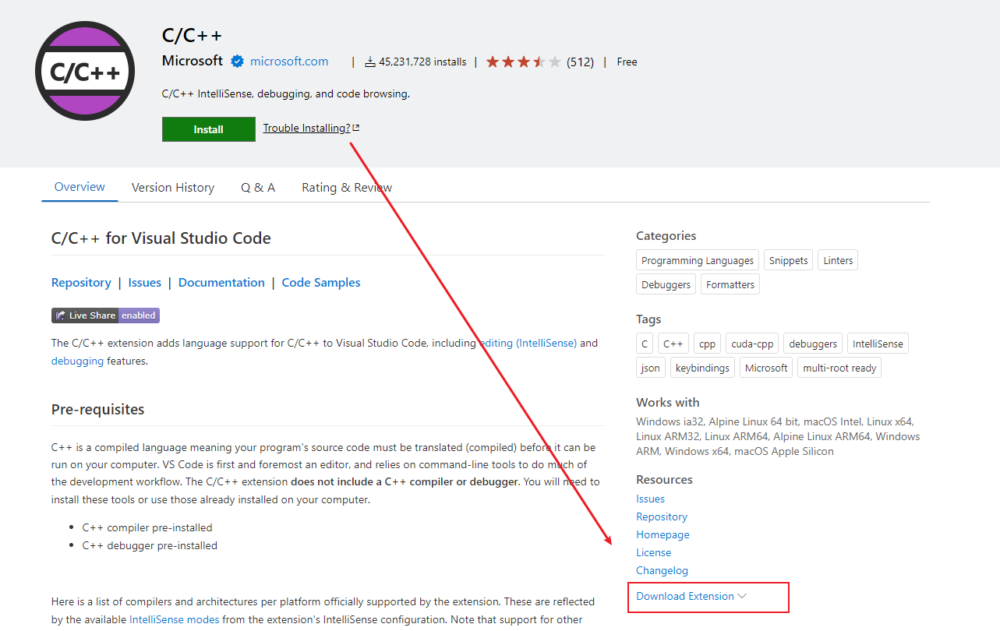 C/C++
C/C++
Microsoft microsoft.com | 45,231,728 installs | (512) | Free
C/C++ IntelliSense, debugging, and code browsing.
Install Trouble Installing?
Overview Version History Q & A Rating & Review
C/C++ for Visual Studio Code
Repository | Issues | Documentation | Code Samples
Live Share enabled
The C/C++ extension adds language support for C/C++ to Visual Studio Code, including editing (IntelliSense) and
debugging features.
Pre-requisites
C++ is a compiled language meaning your program's source code must be translated (compiled) before it can be
run on your computer. VS Code is first and foremost an editor, and relies on command-line tools to do much of
the development workflow. The C/C++ extension does not include a C++ compiler or debugger. You will need to
install these tools or use those already installed on your computer.
• C++ compiler pre-installed
• C++ debugger pre-installed
Here is a list of compilers and architectures per platform officially supported by the extension. These are reflected
by the available IntelliSense modes from the extension's IntelliSense configuration. Note that support for other
Categories
Programming Languages Snippets Linters
Debuggers Formatters
Tags
C C++ cpp cuda-cpp debuggers IntelliSense
json keybindings Microsoft multi-root ready
Works with
Windows ia32, Alpine Linux 64 bit, macOS Intel, Linux x64,
Linux ARM32, Linux ARM64, Alpine Linux ARM64, Windows
ARM, Windows x64, macOS Apple Silicon
Resources
Issues
Repository
Homepage
License
Changelog
Download Extension